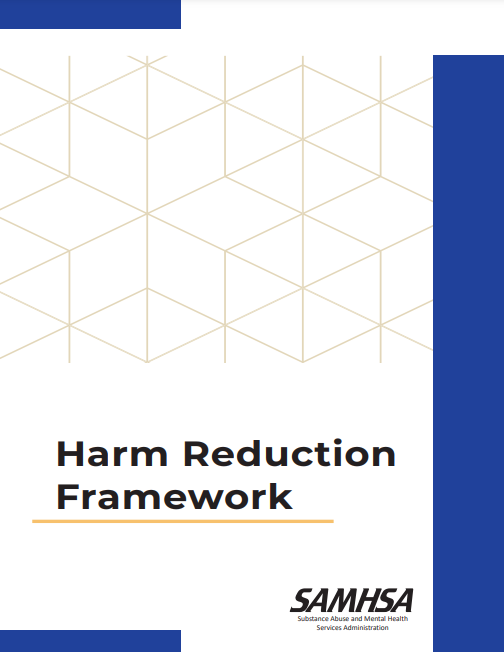 Harm Reduction
Framework
SAMHSA
Substance Abuse and Mental Health
Services Administration